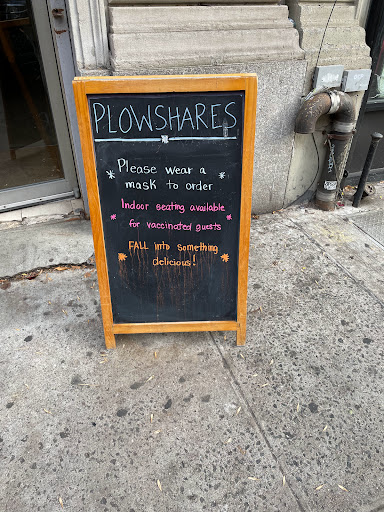 PLOWSHARES
Please wear a
mask to order
Indoor seating available
for vaccinated guests
FALL into something
delicious!